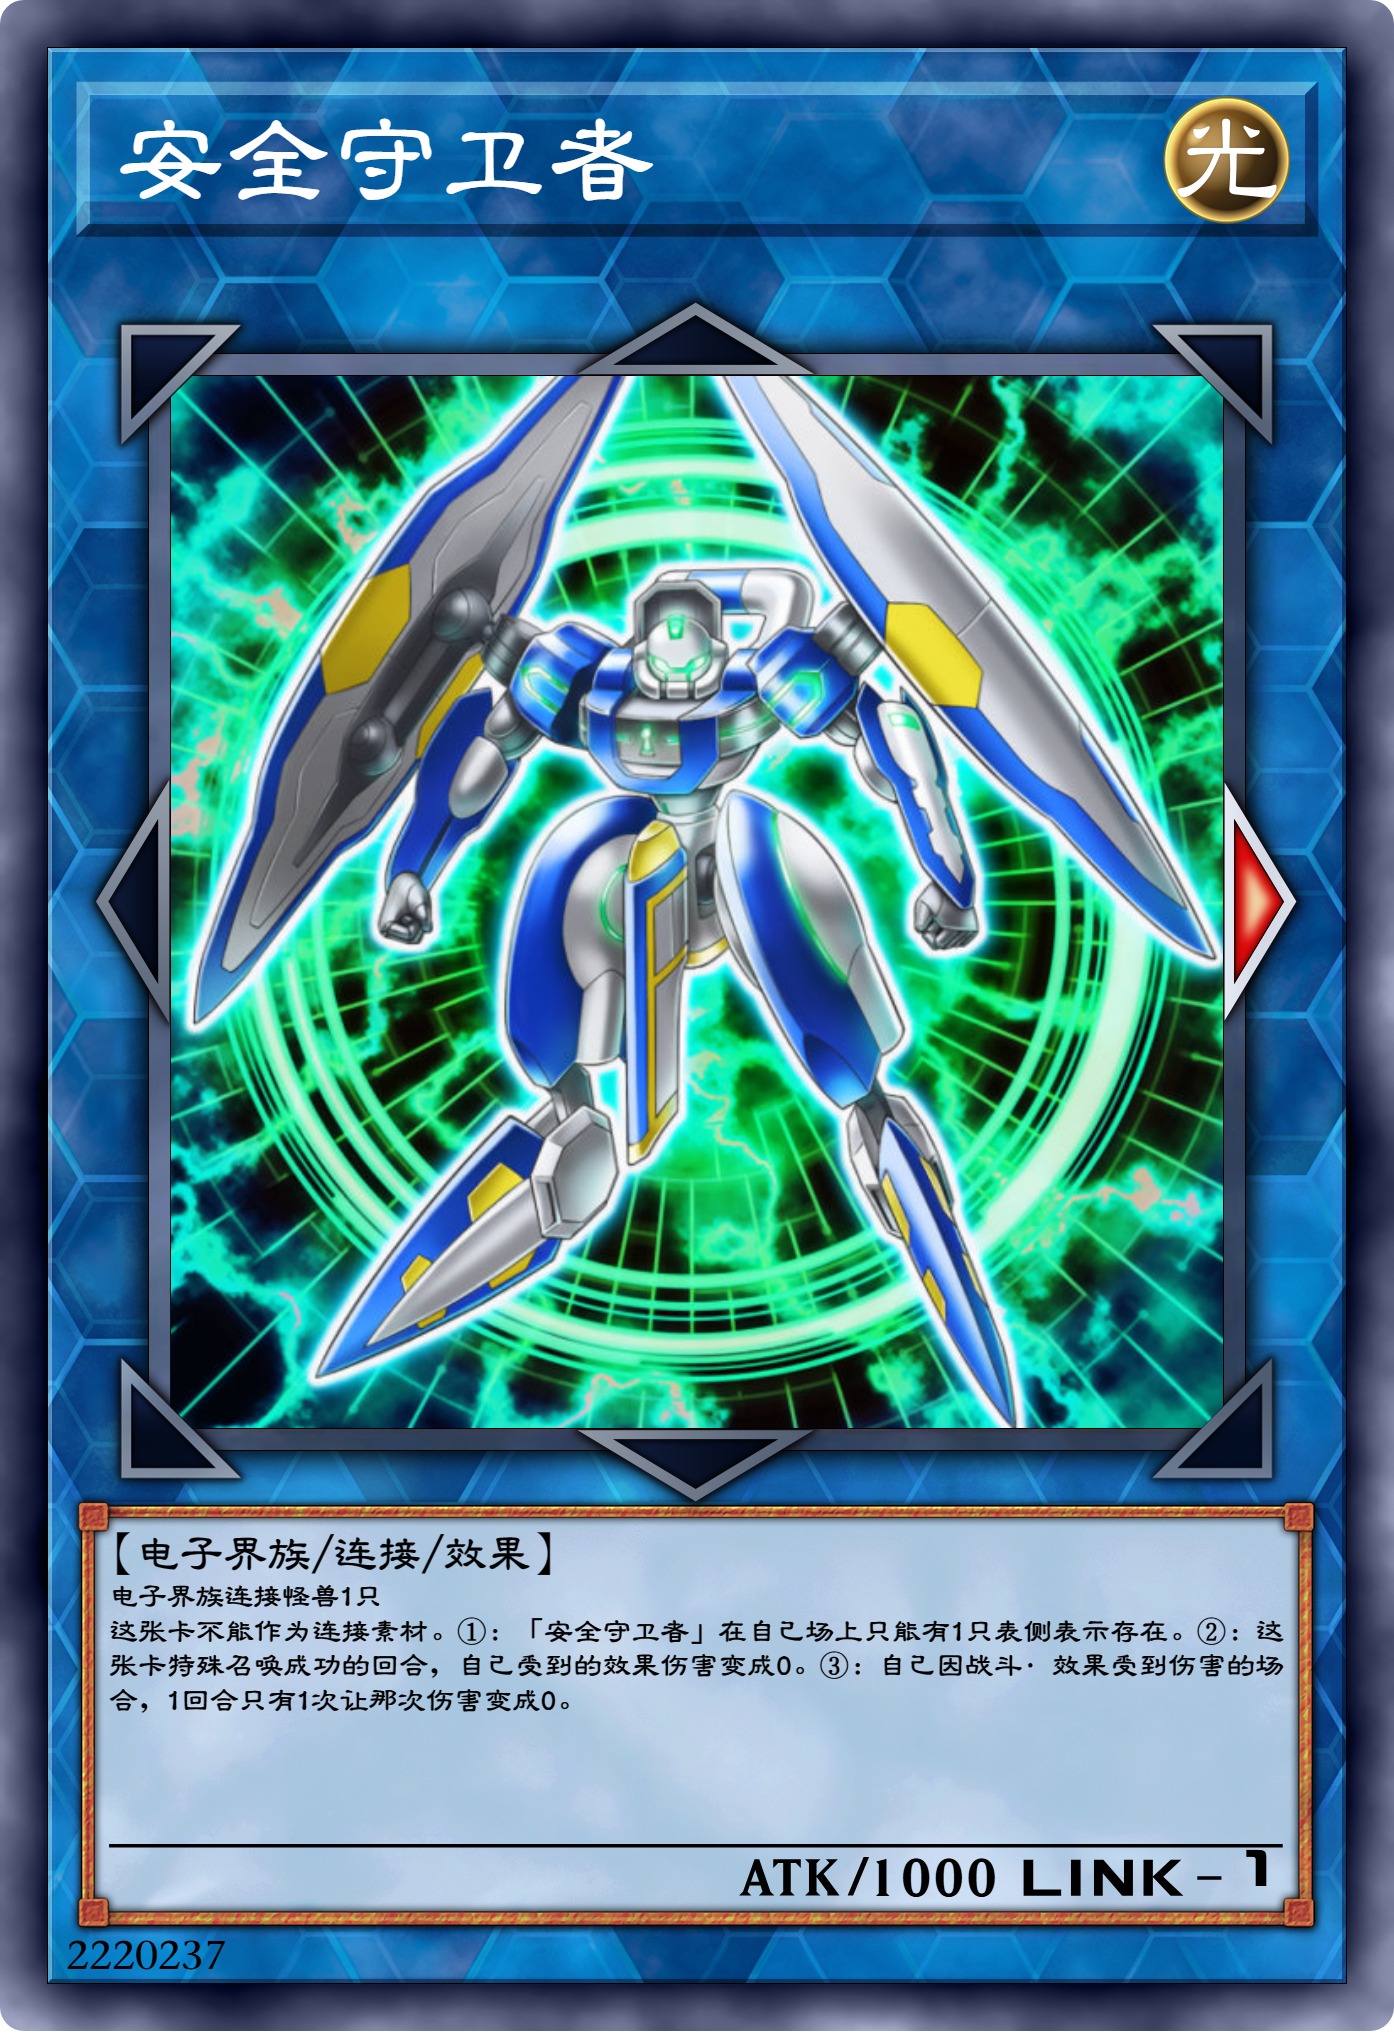 安全守卫者
光
【电子界族/连接/效果】
电子界族连接怪兽1只
这张卡不能作为连接素材。①：「安全守卫者」在自己场上只能有1只表侧表示存在。②：这
张卡特殊召唤成功的回合，自己受到的效果伤害变成0。③：自己因战斗·效果受到伤害的场
合，1回合只有1次让那次伤害变成0。
ATK/1000 LINK-1
2220237